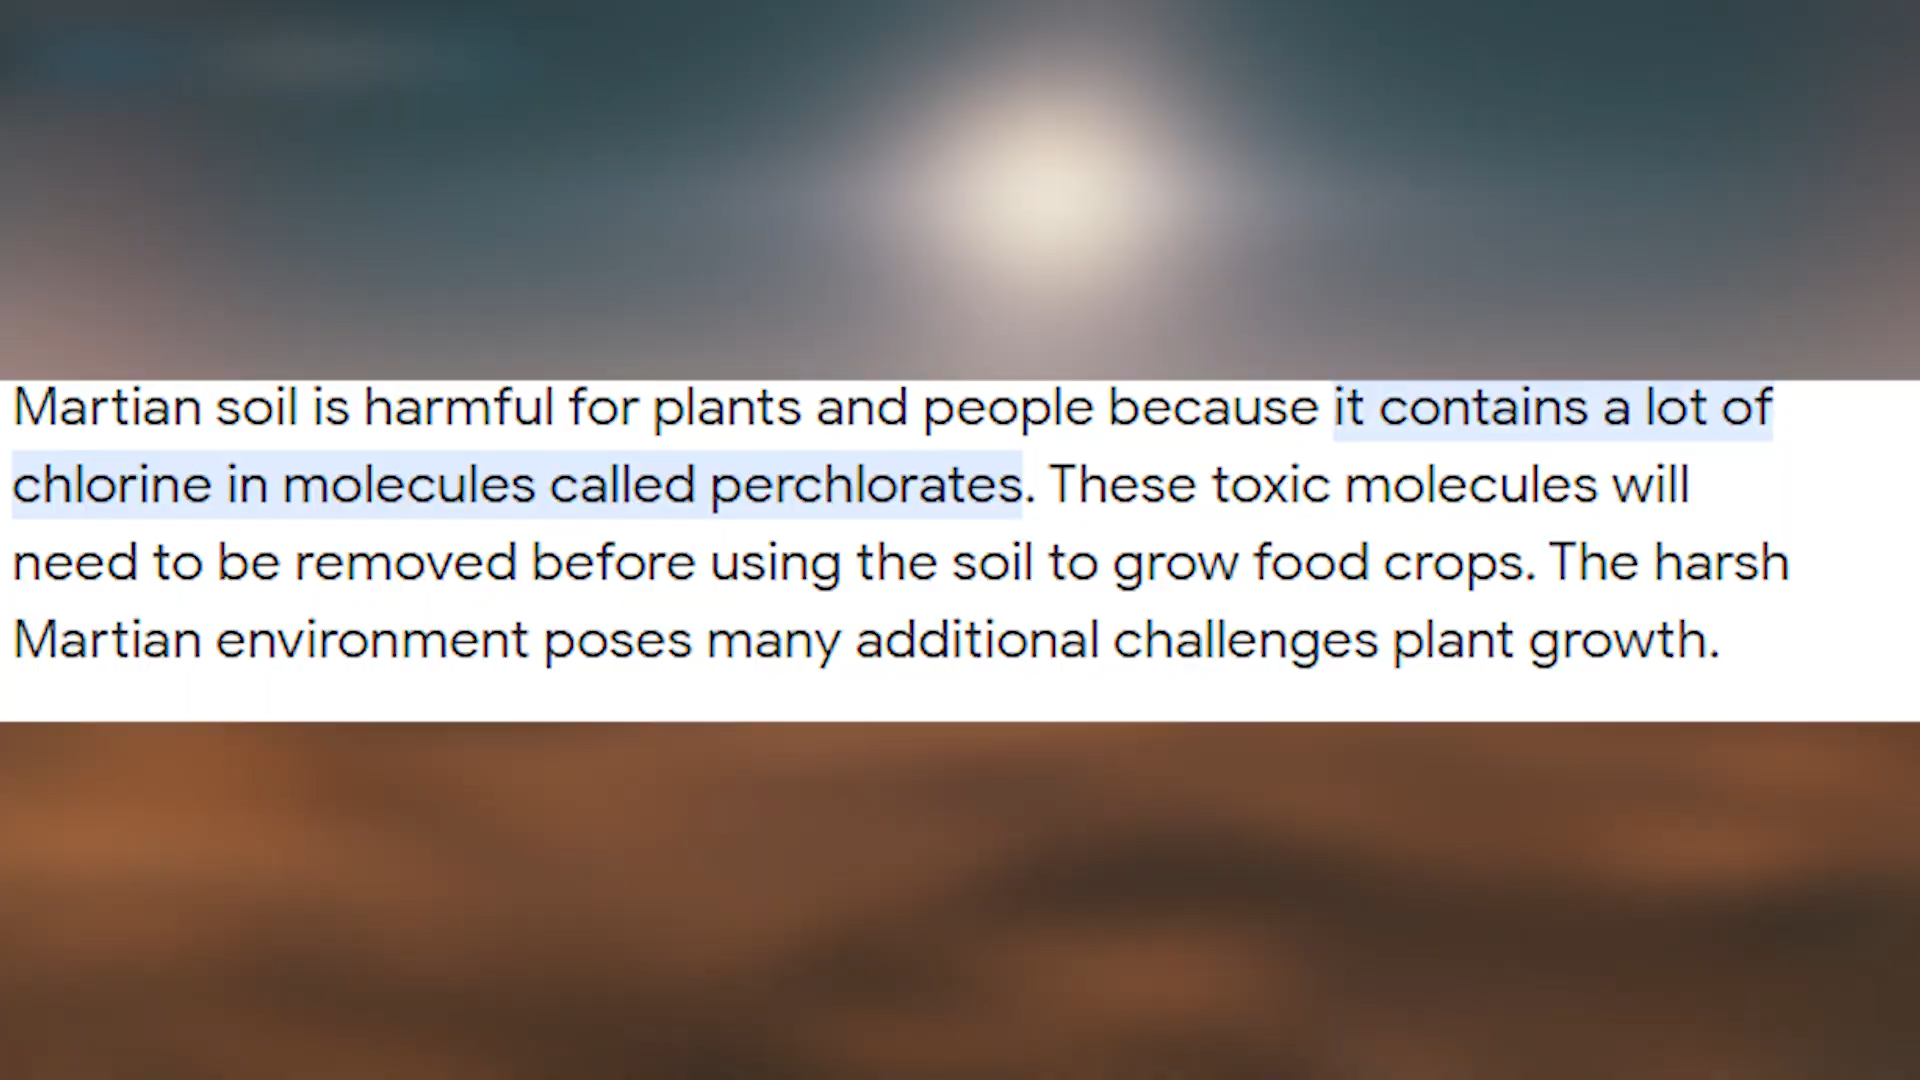 Martian soil is harmful for plants and people because it contains a lot of
chlorine in molecules called perchlorates. These toxic molecules will
need to be removed before using the soil to grow food crops. The harsh
Martian environment poses many additional challenges plant growth.